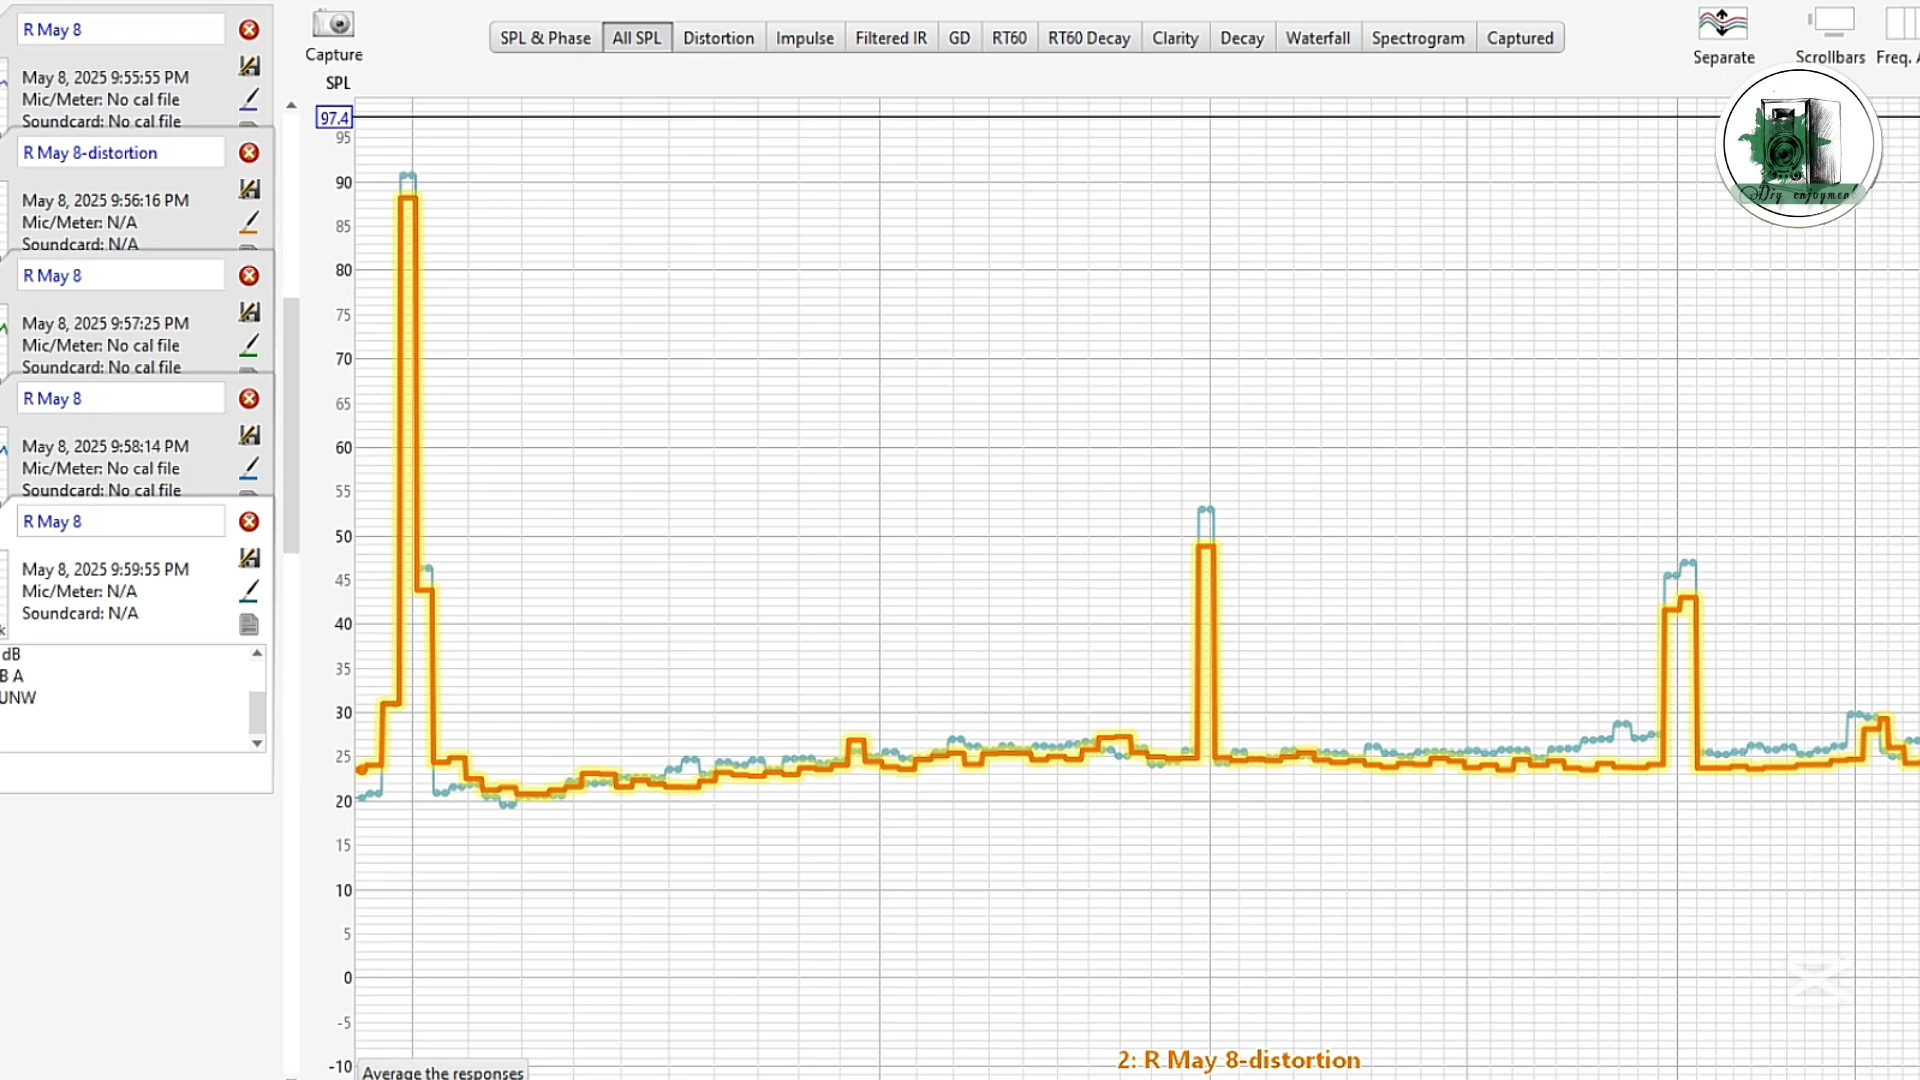 R May 8
May 8, 2025 9:55:55 PM
Mic/Meter: No cal file
Soundcard: No cal file
R May 8-distortion
May 8, 2025 9:56:16 PM
Mic/Meter: N/A
Soundcard: N/A
R May 8
May 8, 2025 9:57:25 PM
Mic/Meter: No cal file
Soundcard: No cal file
R May 8
May 8, 2025 9:58:14 PM
Mic/Meter: No cal file
Soundcard: No cal file
R May 8
May 8, 2025 9:59:55 PM
Mic/Meter: N/A
Soundcard: N/A
k
dB
B A
UNW
Capture
SPL & Phase All SPL Distortion Impulse Filtered IR GD RT60 RT60 Decay Clarity Decay Waterfall Spectrogram Captured
Separate Scrollbars Freq. A
SPL
97.4
95
90
85
80
75
70
65
60
55
50
45
40
35
30
25
20
15
10
5
0
-5
-10
Diy enjoyment
2: R May 8-distortion
Average the responses